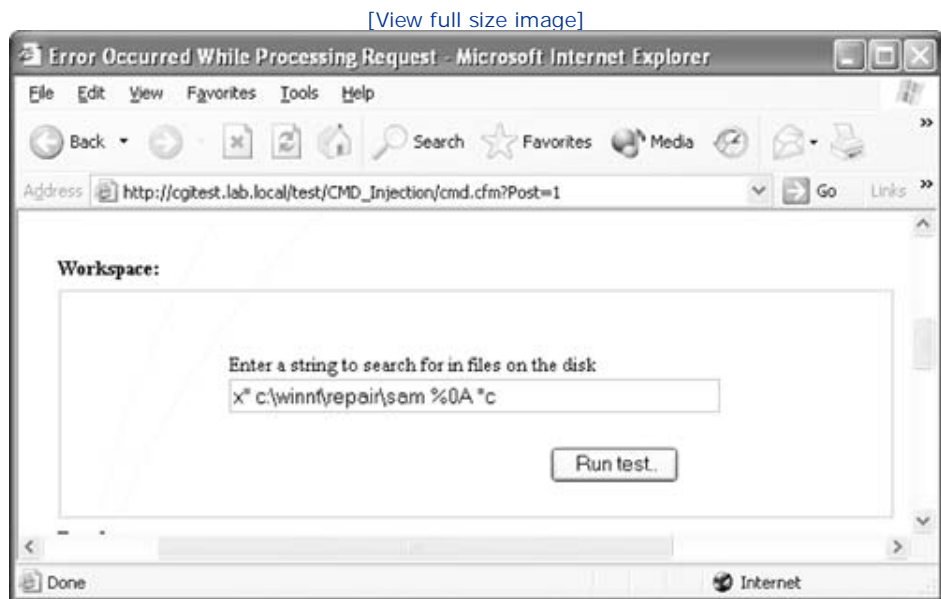 [View full size image]
Error Occurred While Processing Request - Microsoft Internet Explorer
File Edit View Favorites Tools Help
Back Search Favorites Media »
Address http://cgitest.lab.local/test/CMD_Injection/cmd.cfm?Post=1 Go Links »
Workspace:
Enter a string to search for in files on the disk
x" c:\winnt\repair\sam %0A "c
Run test..
Done Internet